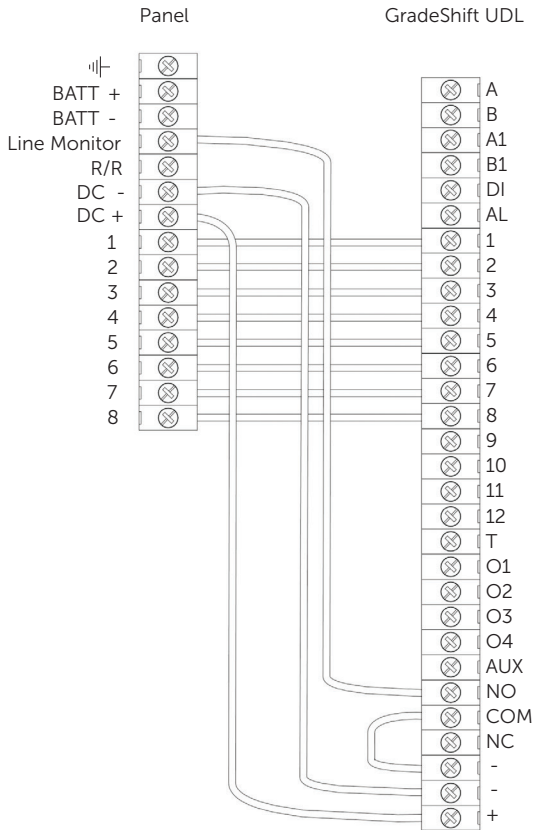 Panel
GradeShift UDL
BATT +
BATT -
Line Monitor
R/R
DC -
DC +
1
2
3
4
5
6
7
8
A
B
A1
B1
DI
AL
1
2
3
4
5
6
7
8
9
10
11
12
T
O1
O2
O3
O4
AUX
NO
COM
NC
-
-
+